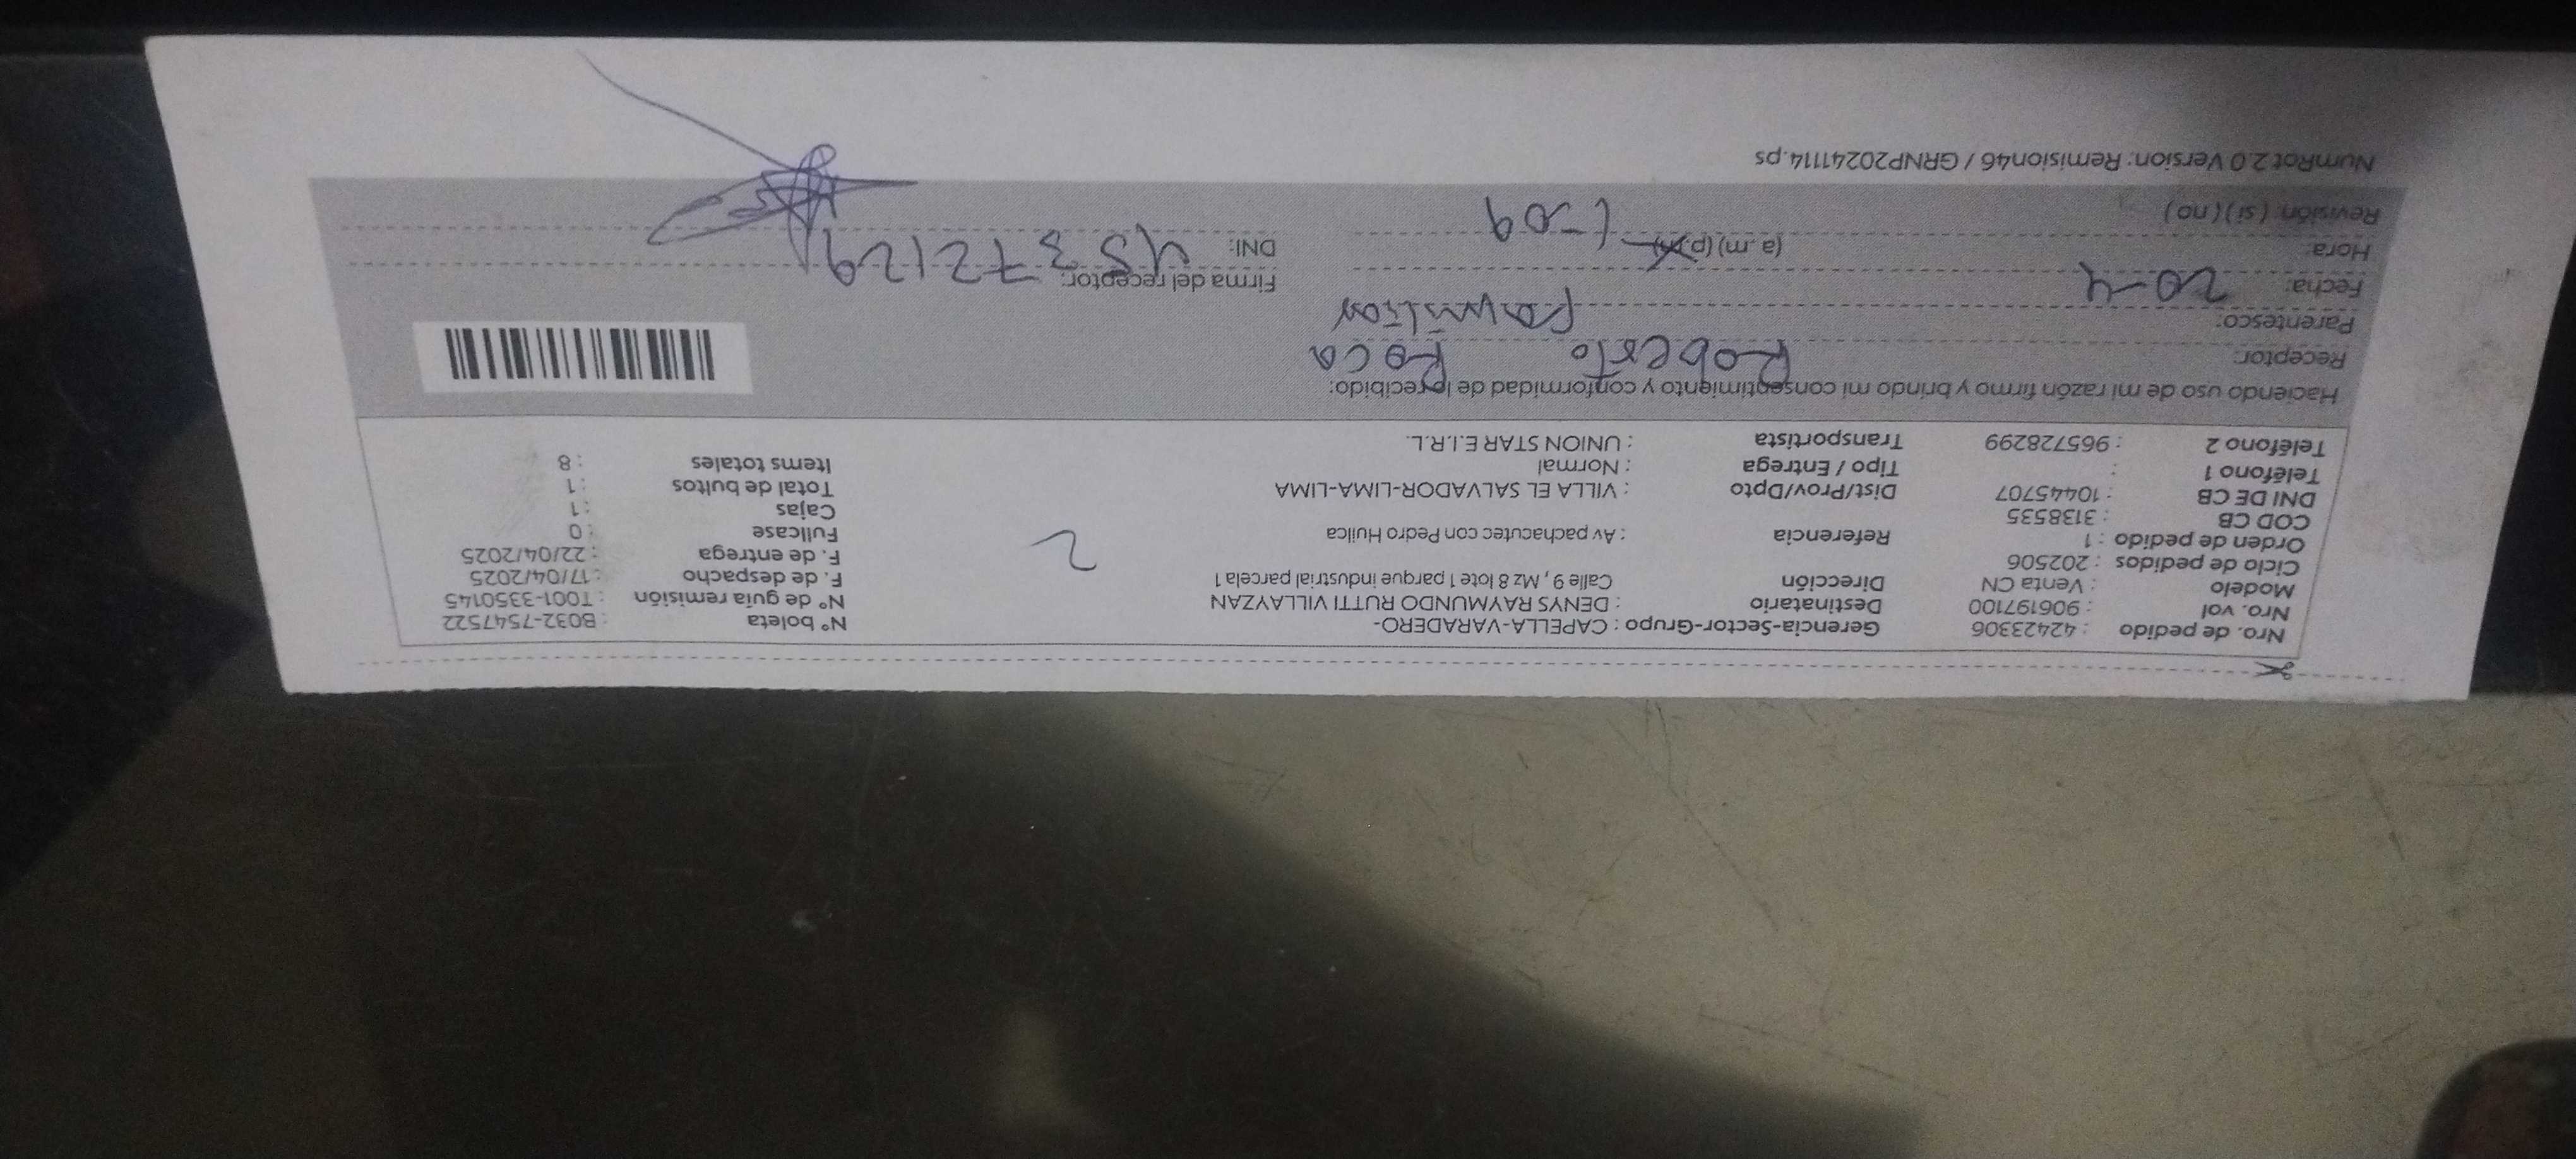 Nro. de pedido : 42423306 Gerencia-Sector-Grupo : CAPELLA-VARADERO- N° boleta : B032-7547522
Nro. vol : 906197100 Destinatario : DENYS RAYMUNDO RUTTI VILLAYZAN N° de guia remisión : T001-3350145
Modelo : Venta CN Dirección Calle 9, Mz 8 lote 1 parque industrial parcela 1 F. de despacho : 17/04/2025
Ciclo de pedidos : 202506 F. de entrega : 22/04/2025
Orden de pedido : 1 Referencia : Av pachacutec con Pedro Huilca 2 Fullcase : 0
COD CB : 3138535 Cajas : 1
DNI DE CB : 10445707 Dist/Prov/Dpto : VILLA EL SALVADOR-LIMA-LIMA Total de bultos : 1
Teléfono 1 : Tipo / Entrega : Normal Items totales : 8
Teléfono 2 : 965728299 Transportista : UNION STAR E.I.R.L.
Haciendo uso de mi razón firmo y brindo mi consentimiento y conformidad de lo recibido:
Receptor: Roberto Roca
Parentesco: familiar
Fecha: 20-4 Firma del receptor:
Hora: (a .m) (p.m) 1-09 DNI: 45372129
Revisión: ( si ) ( no )
NumRot 2.0 Version: Remision46 / GRNP20241114.ps